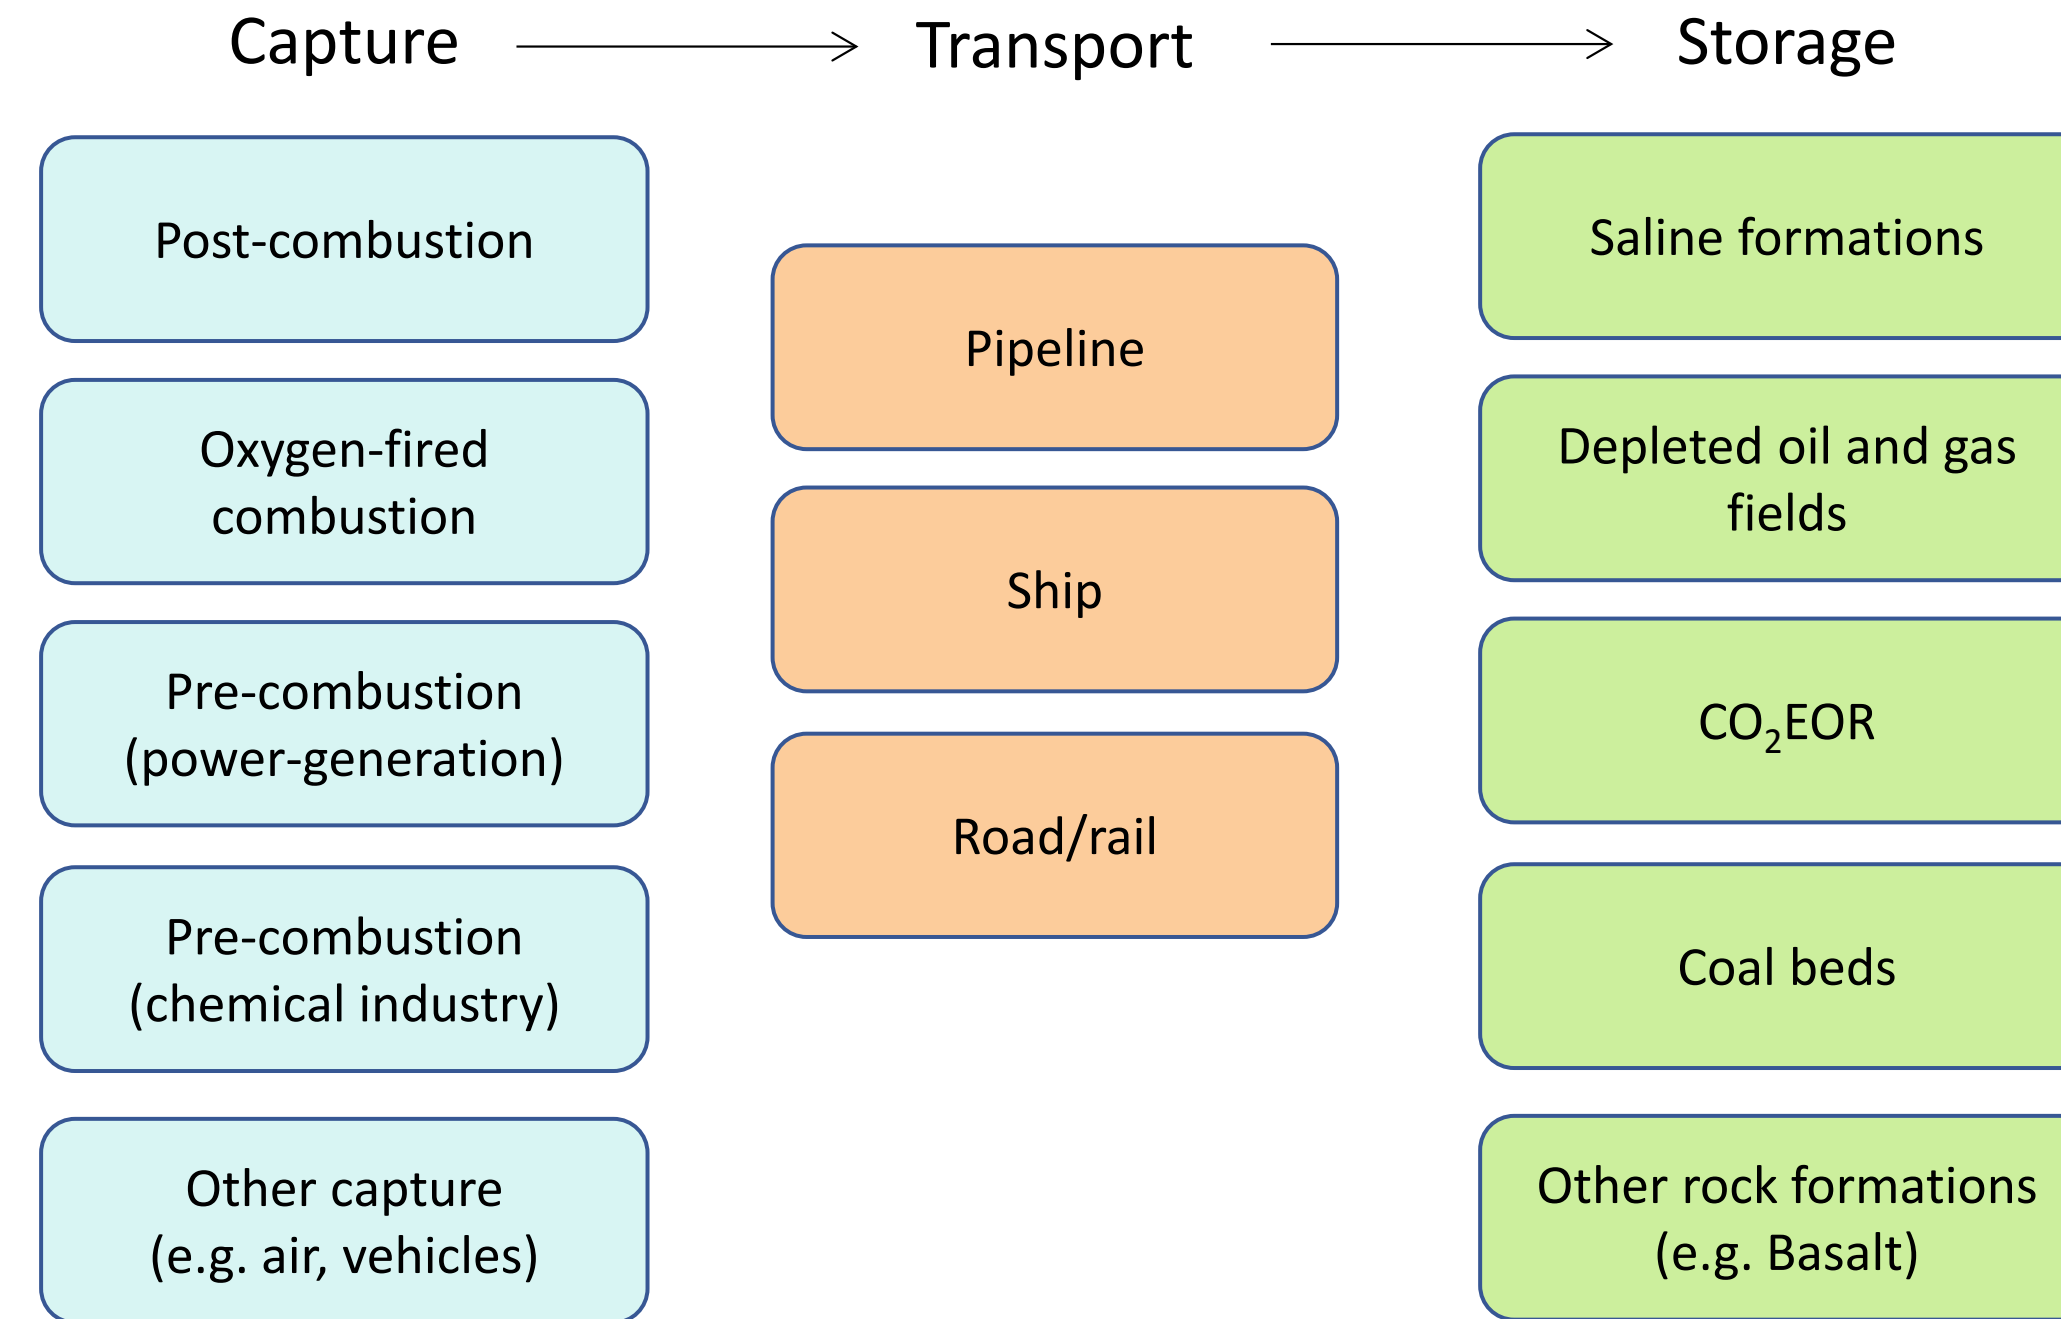 Capture
Transport
Storage
Post-combustion
Oxygen-fired
combustion
Pre-combustion
(power-generation)
Pre-combustion
(chemical industry)
Other capture
(e.g. air, vehicles)
Pipeline
Ship
Road/rail
Saline formations
Depleted oil and gas
fields
CO₂EOR
Coal beds
Other rock formations
(e.g. Basalt)